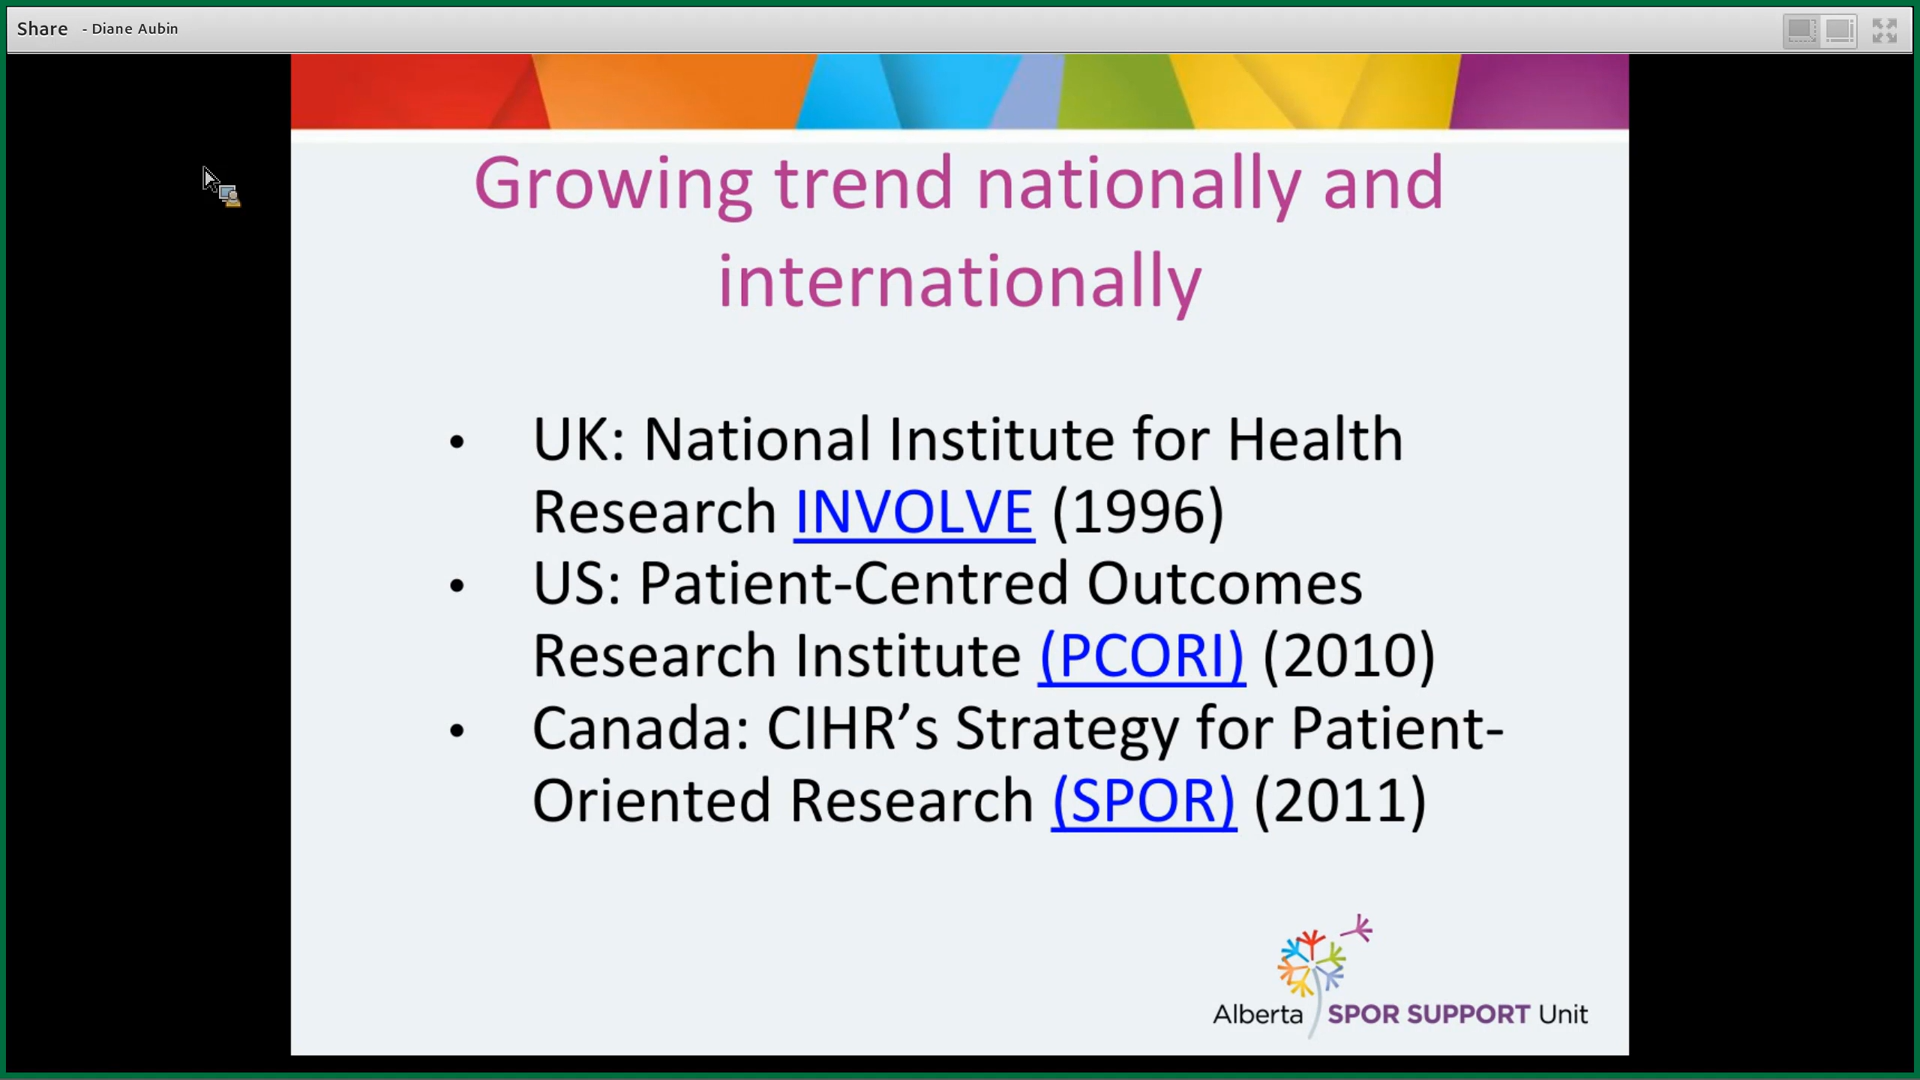 Share - Diane Aubin
Growing trend nationally and
internationally
• UK: National Institute for Health
Research INVOLVE (1996)
• US: Patient-Centred Outcomes
Research Institute (PCORI) (2010)
• Canada: CIHR’s Strategy for Patient-
Oriented Research (SPOR) (2011)
Alberta SPOR SUPPORT Unit